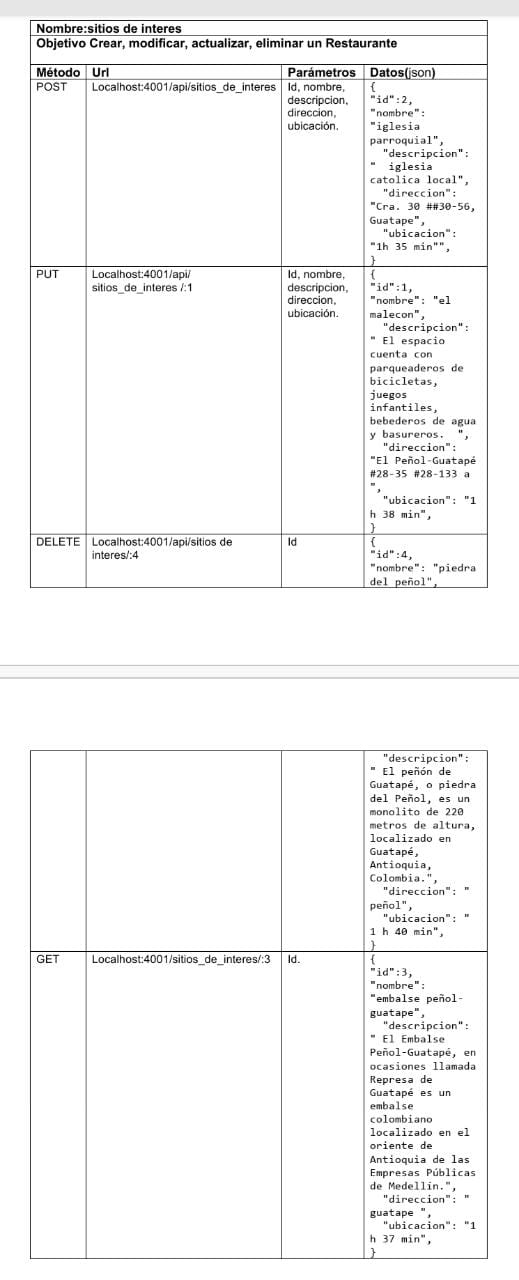 Nombre:sitios de interes
Objetivo Crear, modificar, actualizar, eliminar un Restaurante
Método Url Parámetros Datos(json)
POST Localhost:4001/api/sitios_de_interes Id, nombre, {
descripcion, "id":2,
direccion, "nombre":
ubicación. "iglesia
parroquial",
"descripcion":
" iglesia
catolica local",
"direccion":
"Cra. 30 ##30-56,
Guatape",
"ubicacion":
"1h 35 min"",
}
PUT Localhost:4001/api/ Id, nombre, {
sitios_de_interes /:1 descripcion, "id":1,
direccion, "nombre": "el
ubicación. malecon",
"descripcion":
" El espacio
cuenta con
parqueaderos de
bicicletas,
juegos
infantiles,
bebederos de agua
y basureros. ",
"direccion":
"El Peñol-Guatapé
#28-35 #28-133 a
",
"ubicacion": "1
h 38 min",
}
DELETE Localhost:4001/api/sitios de Id {
interes/:4 "id":4,
"nombre": "piedra
del peñol",
"descripcion":
" El peñón de
Guatapé, o piedra
del Peñol, es un
monolito de 220
metros de altura,
localizado en
Guatapé,
Antioquia,
Colombia.",
"direccion": "
peñol",
"ubicacion": "
1 h 40 min",
}
GET Localhost:4001/sitios_de_interes/:3 Id. {
"id":3,
"nombre":
"embalse peñol-
guatape",
"descripcion":
" El Embalse
Peñol-Guatapé, en
ocasiones llamada
Represa de
Guatapé es un
embalse
colombiano
localizado en el
oriente de
Antioquia de las
Empresas Públicas
de Medellín.",
"direccion": "
guatape ",
"ubicacion": "1
h 37 min",
}